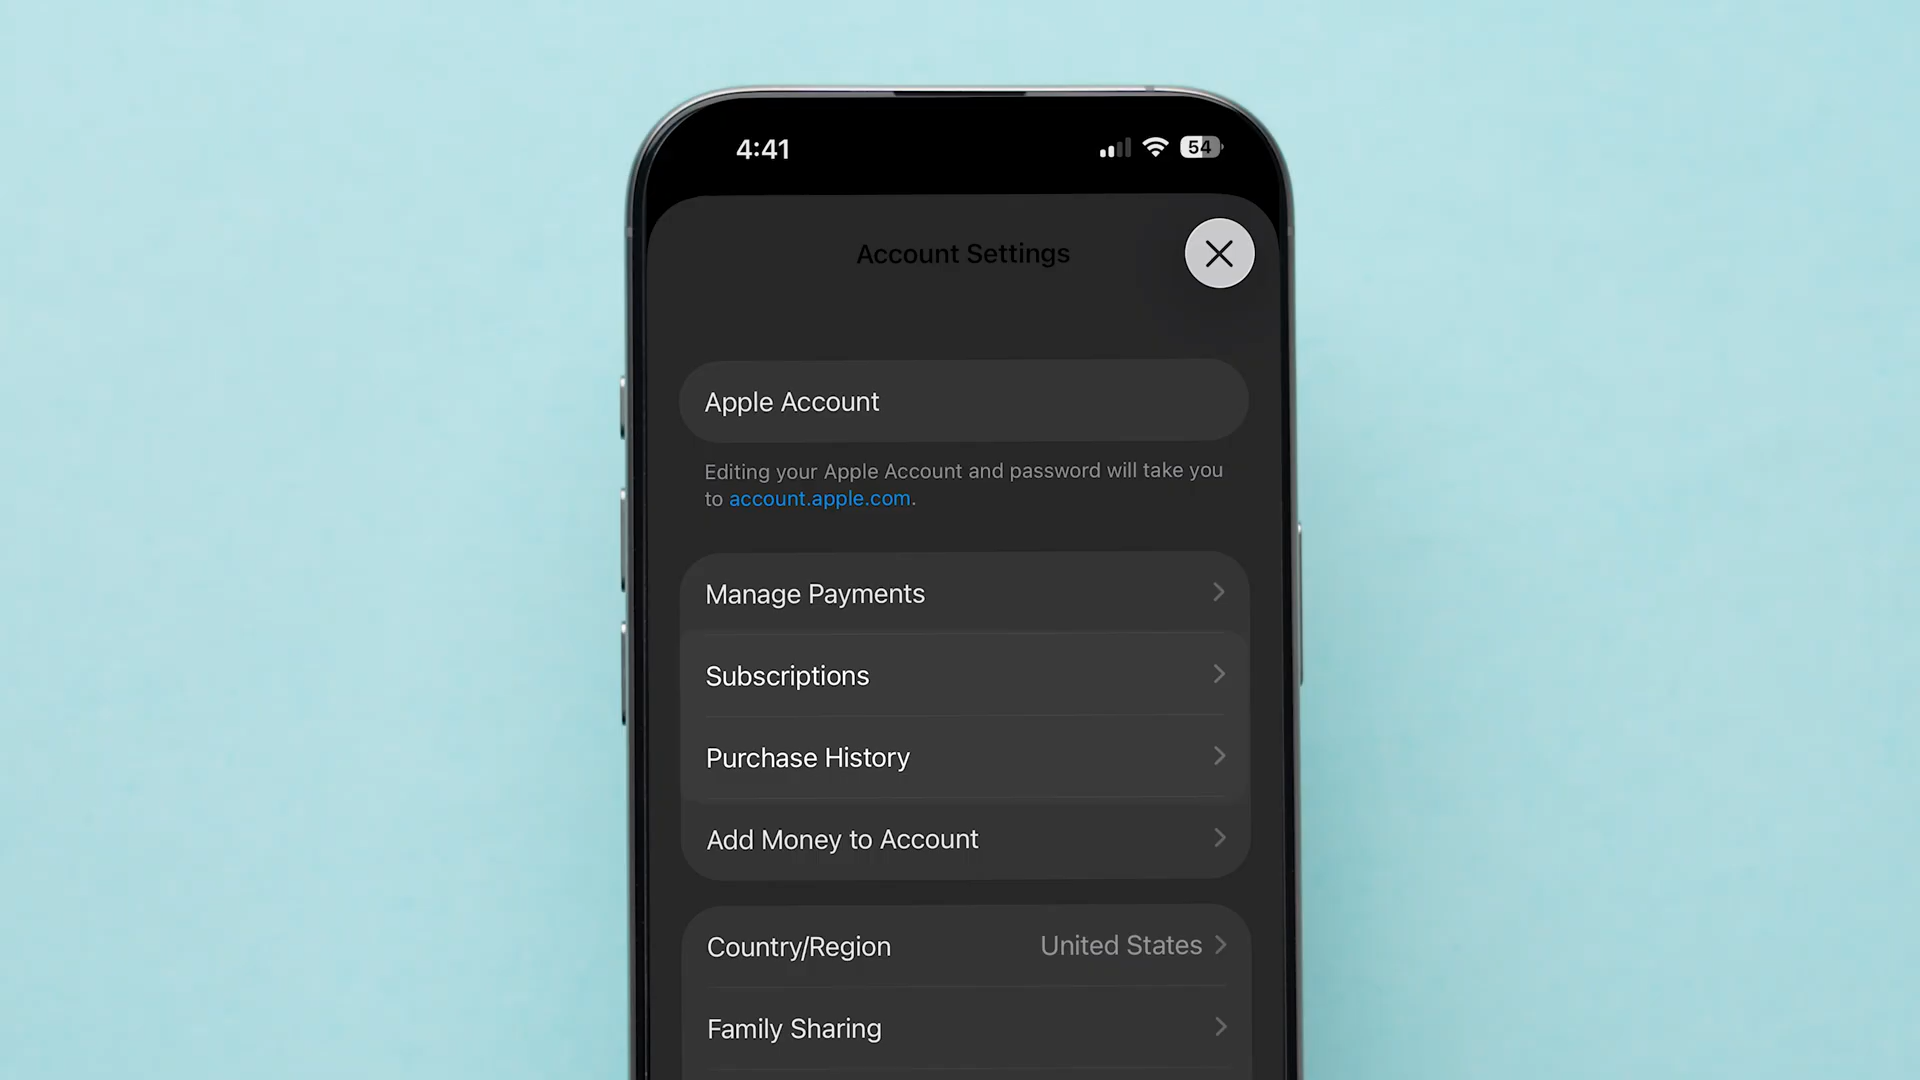 4:41
54
Account Settings
Apple Account
Editing your Apple Account and password will take you
to account.apple.com.
Manage Payments
Subscriptions
Purchase History
Add Money to Account
Country/Region United States
Family Sharing